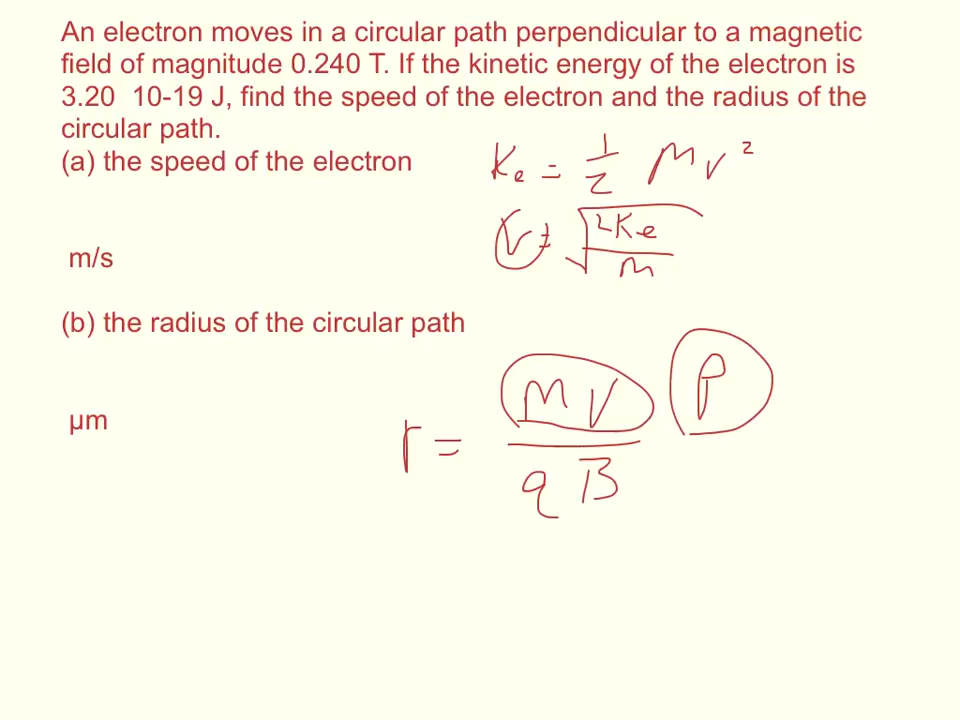 An electron moves in a circular path perpendicular to a magnetic
field of magnitude 0.240 T. If the kinetic energy of the electron is
3.20  10-19 J, find the speed of the electron and the radius of the
circular path.
(a) the speed of the electron
Ke = 1/2 Mv²
v = √(2Ke/m)
m/s
(b) the radius of the circular path
r = MV/qB
P
µm